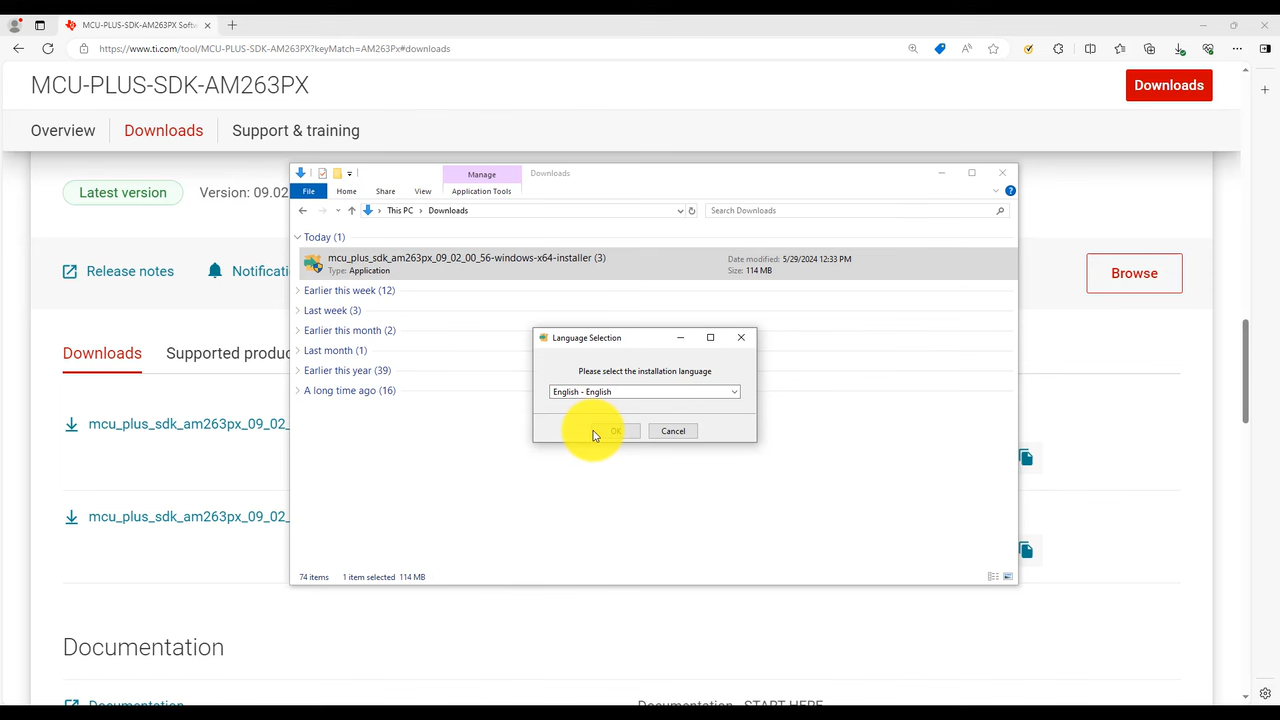 MCU-PLUS-SDK-AM263PX Softw
https://www.ti.com/tool/MCU-PLUS-SDK-AM263PX?keyMatch=AM263Px#downloads
MCU-PLUS-SDK-AM263PX
Downloads
Overview
Downloads
Support & training
Latest version
Version: 09.02
Release notes
Notificati
Browse
Downloads
Supported produc
mcu_plus_sdk_am263px_09_02_
mcu_plus_sdk_am263px_09_02_
Manage
Downloads
File
Home
Share
View
Application Tools
This PC > Downloads
Search Downloads
Today (1)
mcu_plus_sdk_am263px_09_02_00_56-windows-x64-installer (3)
Type: Application
Date modified: 5/29/2024 12:33 PM
Size: 114 MB
Earlier this week (12)
Last week (3)
Earlier this month (2)
Last month (1)
Earlier this year (39)
A long time ago (16)
Language Selection
Please select the installation language
English - English
OK
Cancel
74 items
1 item selected 114 MB
Documentation
Documentation
Documentation - START HERE